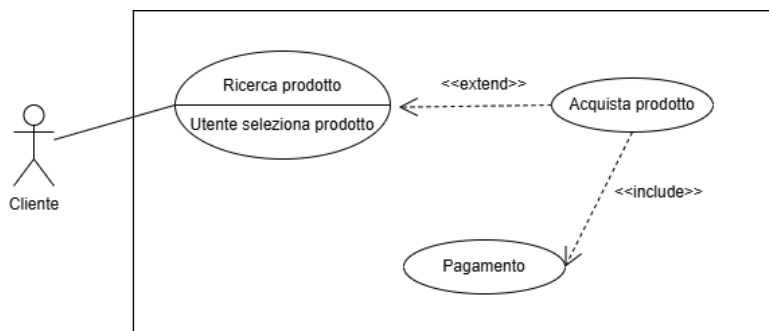 Ricerca prodotto
<<extend>>
Acquista prodotto
Utente seleziona prodotto
Cliente
<<include>>
Pagamento